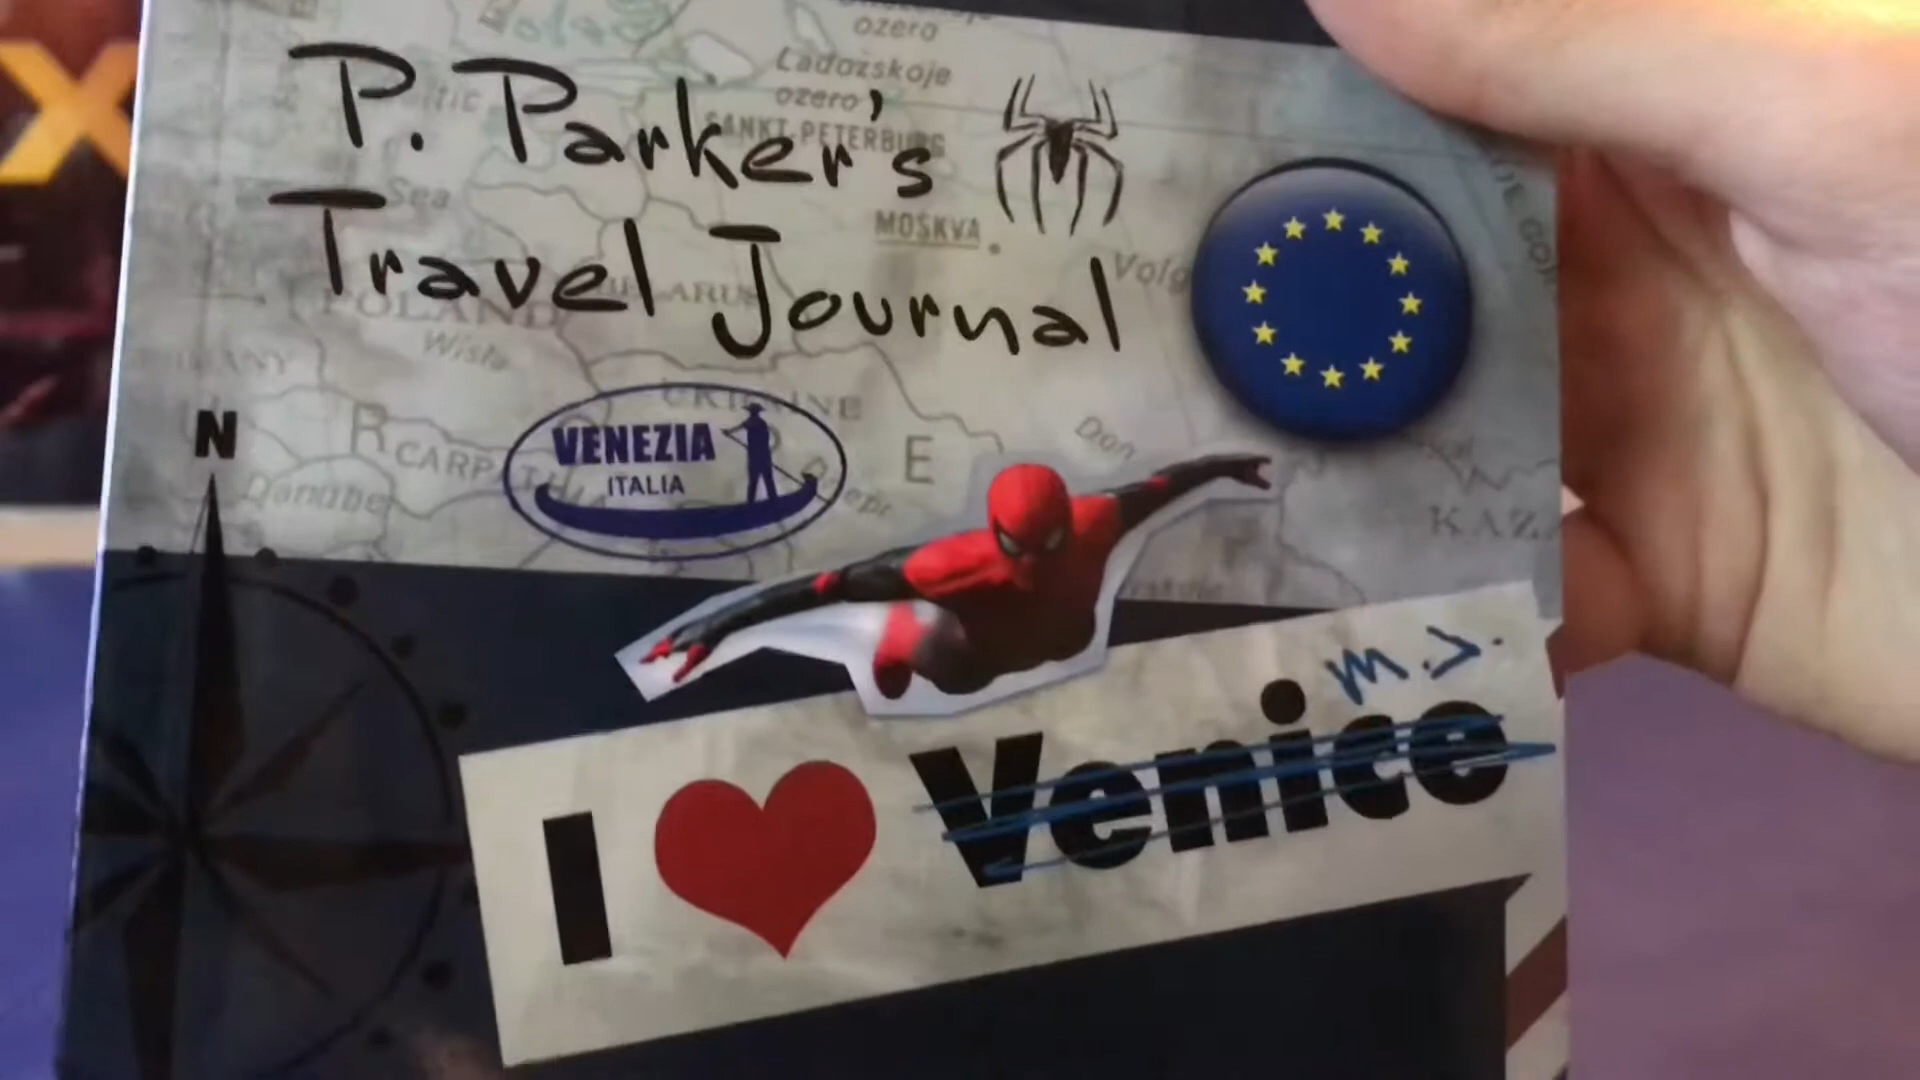 X
ozero
Ladozskoje
ozero
P. Parker's
SANKT-PETERBURG
Sea
MOSKVA
Travel Journal
POLAND
Wisła
UKRAINE
Don
VENEZIA
ITALIA
R
E
CARPATHIA
Danube
N
M.J.
I ❤ Venice